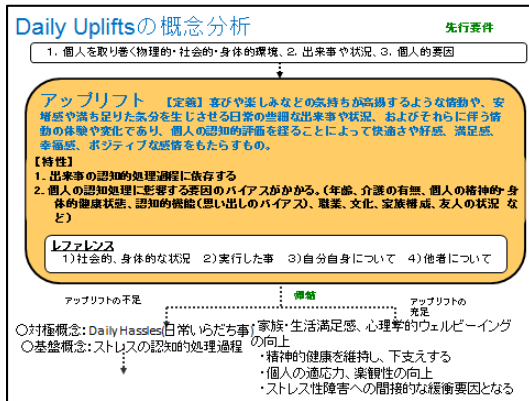 Daily Upliftsの概念分析
先行要件
1. 個人を取り巻く物理的・社会的・身体的環境、2. 出来事や状況、3. 個人的要因
アップリフト 【定義】喜びや楽しみなどの気持ちが高揚するような情動や、安
堵感や満ち足りた気分を生じさせる日常の些細な出来事や状況、およびそれらに伴う情
動の体験や変化であり、個人の認知的評価を経ることによって快適さや好感、満足感、
幸福感、ポジティブな感情をもたらすもの。
【特性】
1. 出来事の認知的処理過程に依存する
2. 個人の認知処理に影響する要因のバイアスがかかる。(年齢、介護の有無、個人の精神的・身
体的健康状態、認知的機能(思い出しのバイアス)、職業、文化、家族構成、友人の状況 な
ど)
レファレンス
1)社会的、身体的な状況 2)実行した事 3)自分自身について 4)他者について
アップリフトの不足
帰結
アップリフトの
充足
○対極概念: Daily Hassles(日常いらだち事)
○基盤概念: ストレスの認知的処理過程
・家族・生活満足感、心理学的ウェルビーイング
の向上
・精神的健康を維持し、下支えする
・個人の適応力、楽観性の向上
・ストレス性障害への間接的な緩衝要因となる